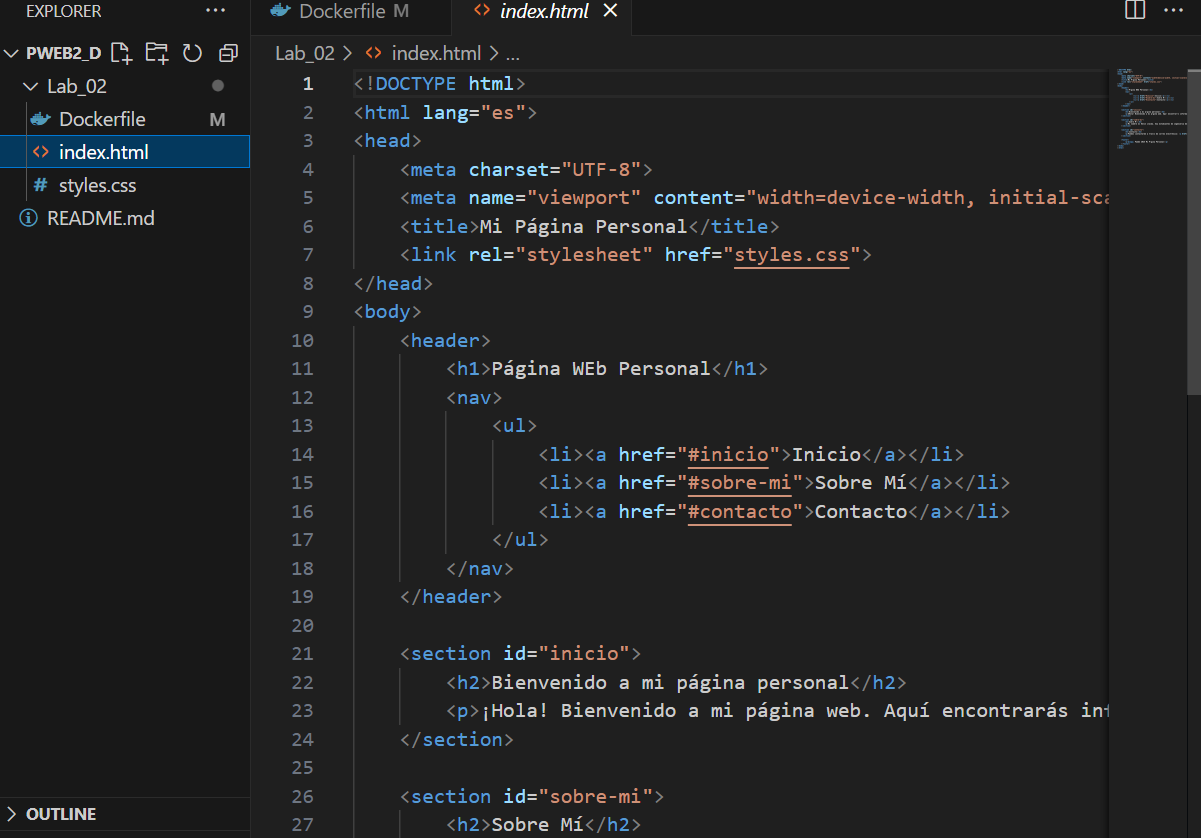 EXPLORER ...
Dockerfile M
index.html
PWEB2_D
Lab_02
Dockerfile M
index.html
# styles.css
README.md
OUTLINE
Lab_02 > index.html > ...
1 <!DOCTYPE html>
2 <html lang="es">
3 <head>
4 <meta charset="UTF-8">
5 <meta name="viewport" content="width=device-width, initial-sca
6 <title>Mi Página Personal</title>
7 <link rel="stylesheet" href="styles.css">
8 </head>
9 <body>
10 <header>
11 <h1>Página WEb Personal</h1>
12 <nav>
13 <ul>
14 <li><a href="#inicio">Inicio</a></li>
15 <li><a href="#sobre-mi">Sobre Mí</a></li>
16 <li><a href="#contacto">Contacto</a></li>
17 </ul>
18 </nav>
19 </header>
20
21 <section id="inicio">
22 <h2>Bienvenido a mi página personal</h2>
23 <p>¡Hola! Bienvenido a mi página web. Aquí encontrarás inf
24 </section>
25
26 <section id="sobre-mi">
27 <h2>Sobre Mí</h2>